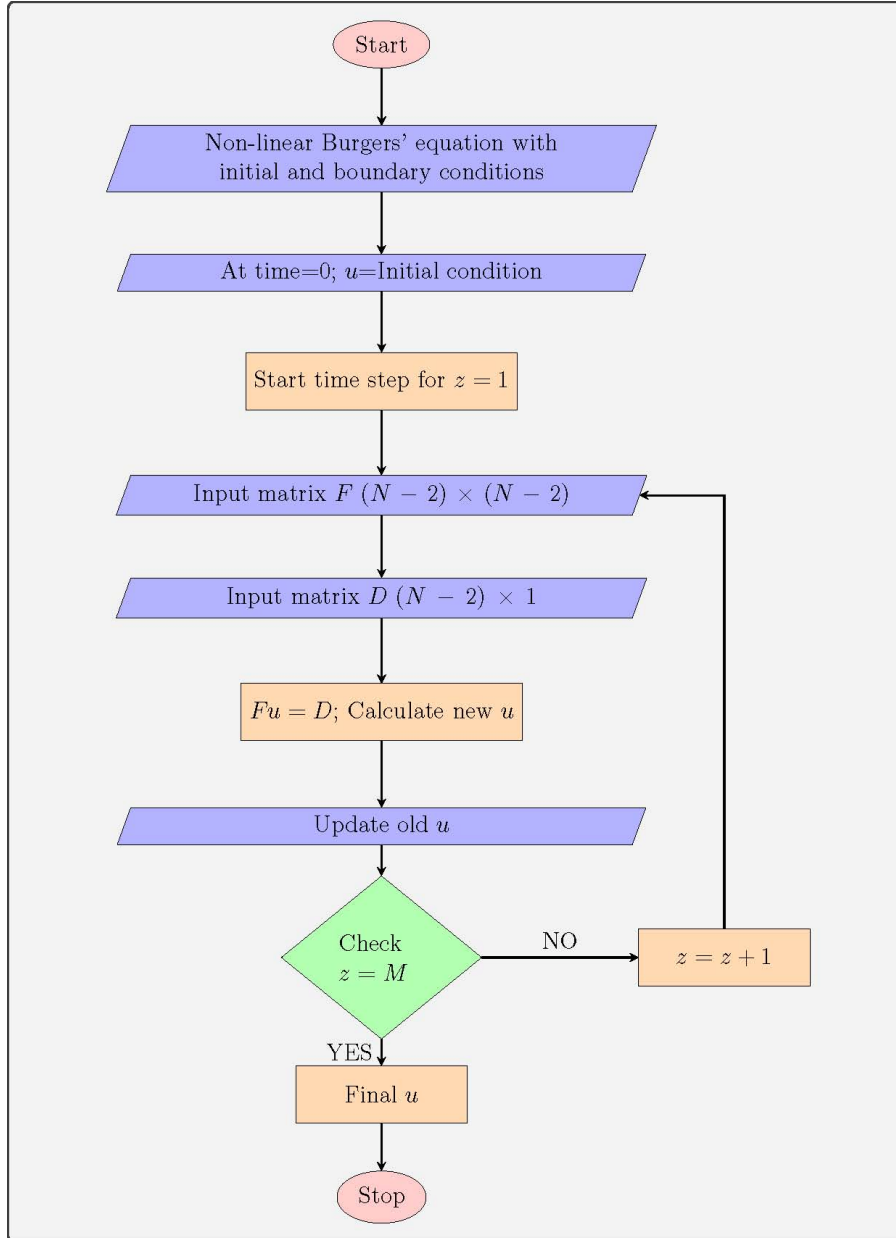 Start
Non-linear Burgers' equation with
initial and boundary conditions
At time=0; u=Initial condition
Start time step for z = 1
Input matrix F (N − 2) × (N − 2)
Input matrix D (N − 2) × 1
Fu = D; Calculate new u
Update old u
Check
z = M
NO
z = z + 1
YES
Final u
Stop